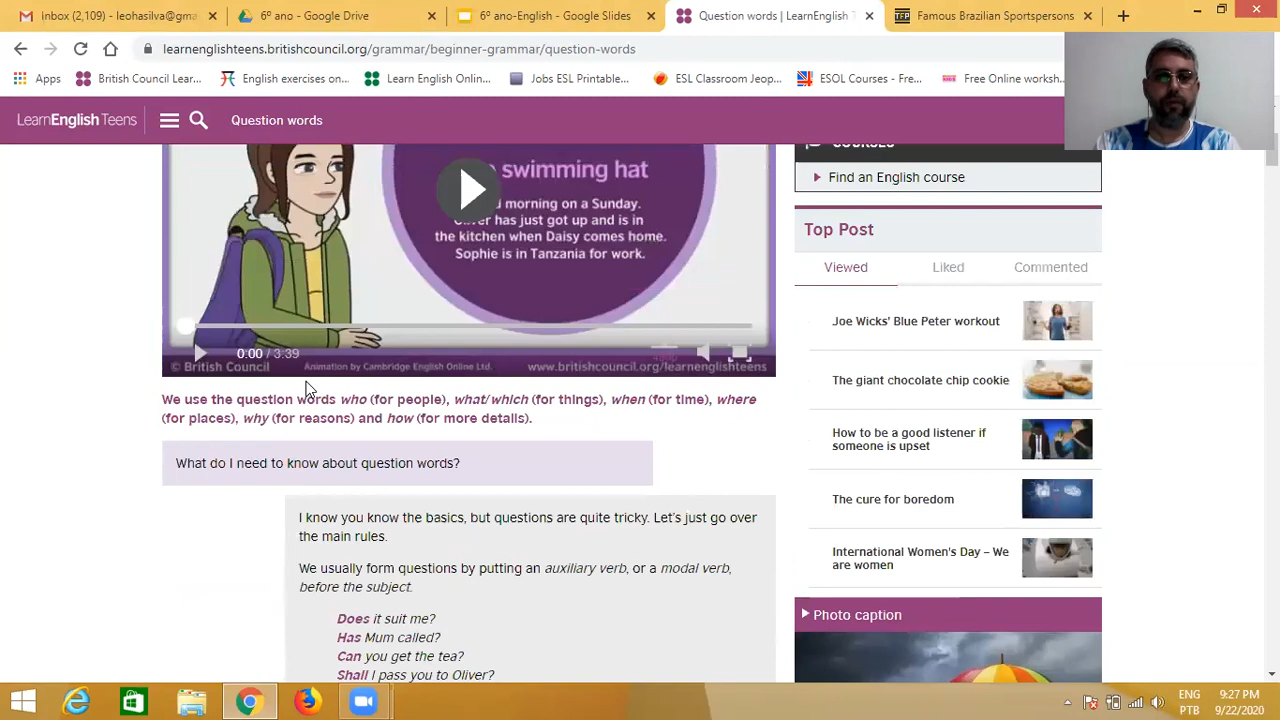 Inbox (2,109) - leohasilva@gma
6º ano - Google Drive
6º ano-English - Google Slides
Question words | LearnEnglish T
Famous Brazilian Sportspersons
learnenglishteens.britishcouncil.org/grammar/beginner-grammar/question-words
Apps
British Council Lear...
English exercises on...
Learn English Onlin...
Jobs ESL Printable...
ESL Classroom Jeop...
ESOL Courses - Fre...
Free Online worksh...
LearnEnglish Teens
Question words
swimming hat
morning on a Sunday.
Oliver has just got up and is in
the kitchen when Daisy comes home.
Sophie is in Tanzania for work.
0:00 / 3:39
480p
© British Council
Animation by Cambridge English Online Ltd.
www.britishcouncil.org/learnenglishteens
We use the question words who (for people), what/which (for things), when (for time), where
(for places), why (for reasons) and how (for more details).
What do I need to know about question words?
I know you know the basics, but questions are quite tricky. Let's just go over
the main rules.
We usually form questions by putting an auxiliary verb, or a modal verb,
before the subject.
Does it suit me?
Has Mum called?
Can you get the tea?
Shall I pass you to Oliver?
COURSES
Find an English course
Top Post
Viewed
Liked
Commented
Joe Wicks' Blue Peter workout
The giant chocolate chip cookie
How to be a good listener if
someone is upset
The cure for boredom
International Women's Day – We
are women
Photo caption
ENG
PTB
9:27 PM
9/22/2020